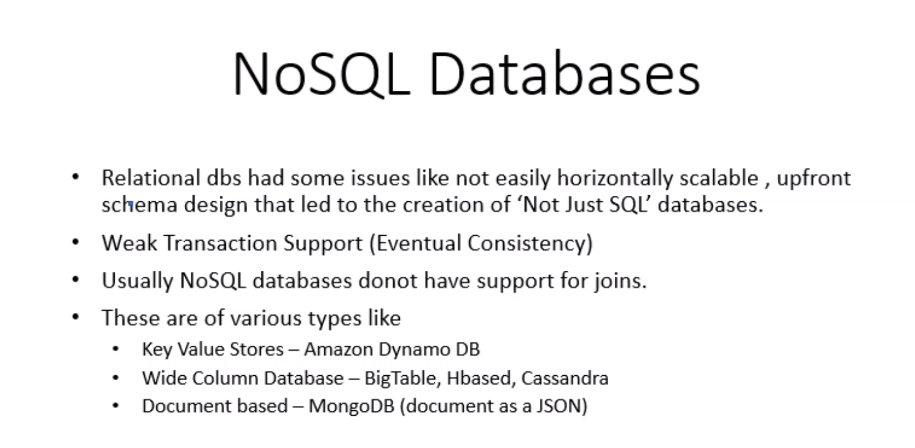 NoSQL Databases
• Relational dbs had some issues like not easily horizontally scalable , upfront
schema design that led to the creation of ‘Not Just SQL’ databases.
• Weak Transaction Support (Eventual Consistency)
• Usually NoSQL databases donot have support for joins.
• These are of various types like
• Key Value Stores – Amazon Dynamo DB
• Wide Column Database – BigTable, Hbased, Cassandra
• Document based – MongoDB (document as a JSON)